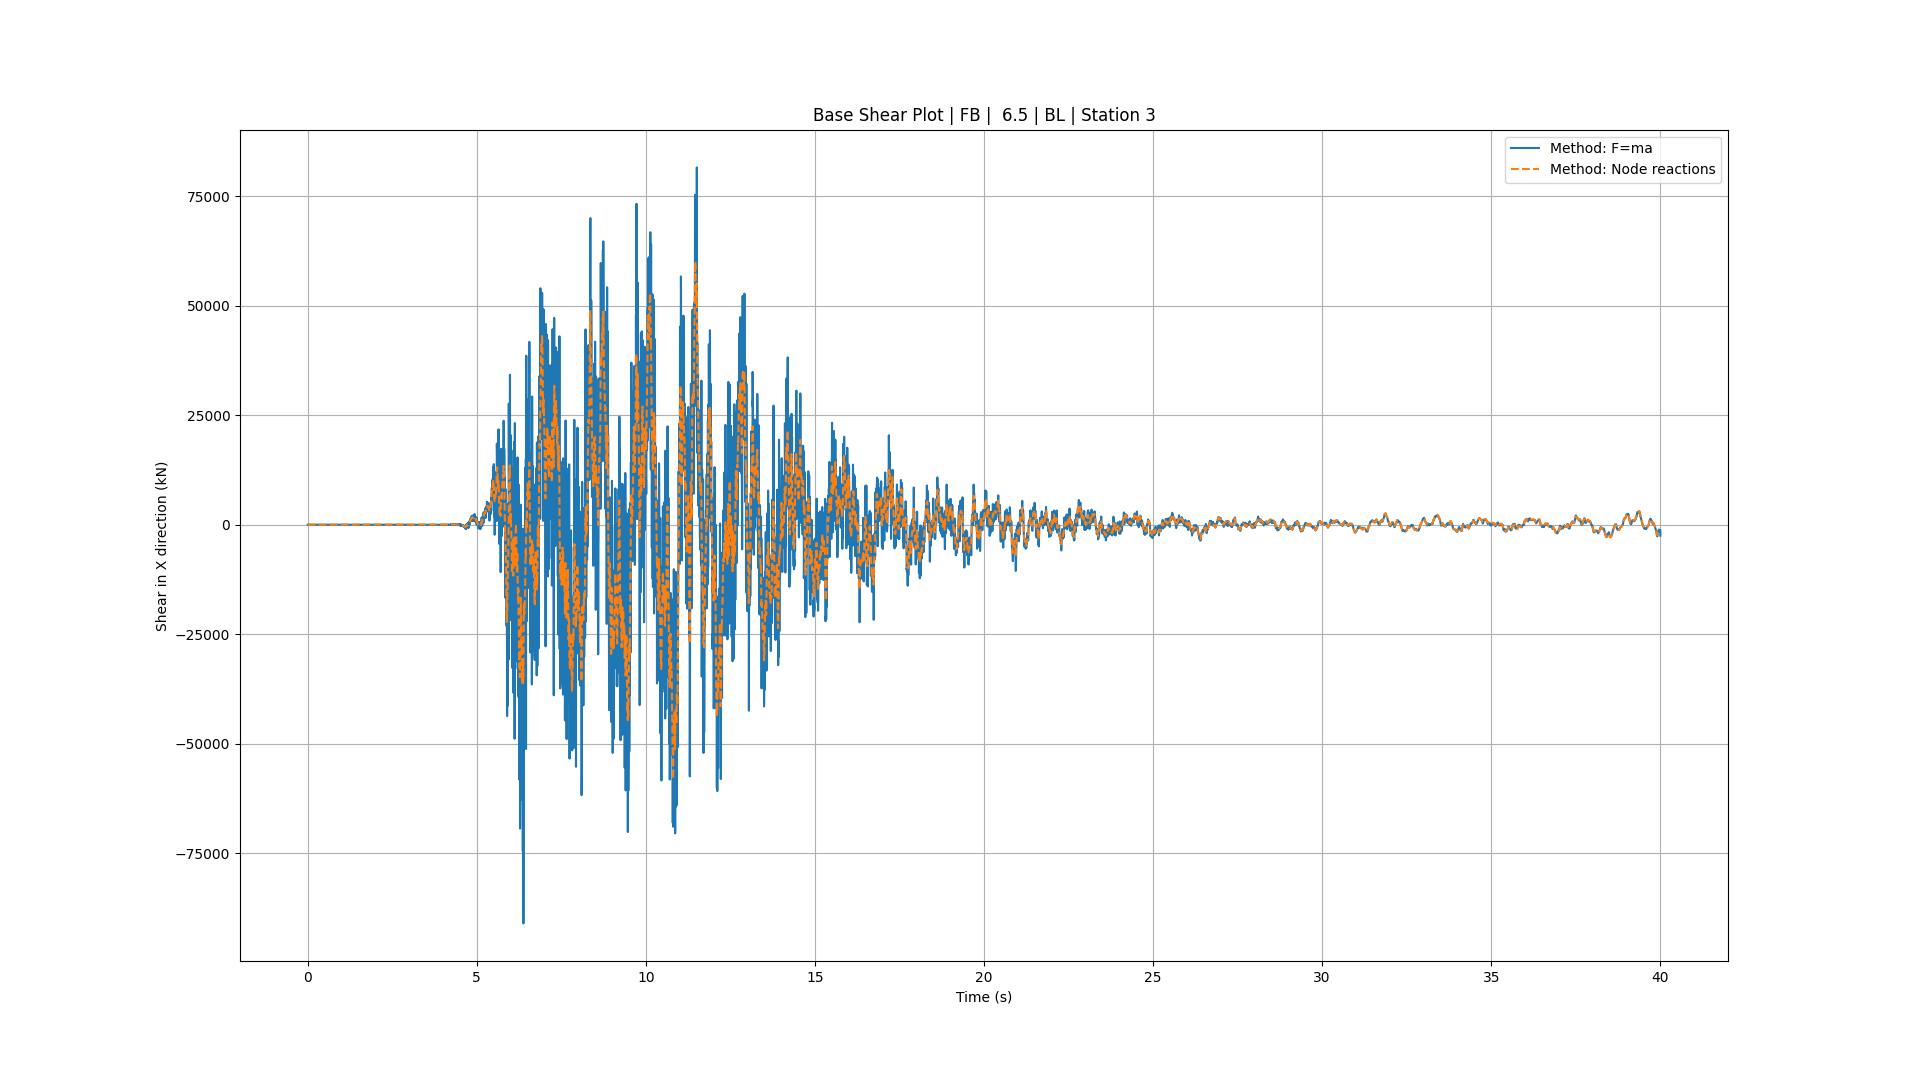 Base Shear Plot | FB |  6.5 | BL | Station 3
Method: F=ma
Method: Node reactions
75000
50000
25000
0
−25000
−50000
−75000
Shear in X direction (kN)
0 5 10 15 20 25 30 35 40
Time (s)